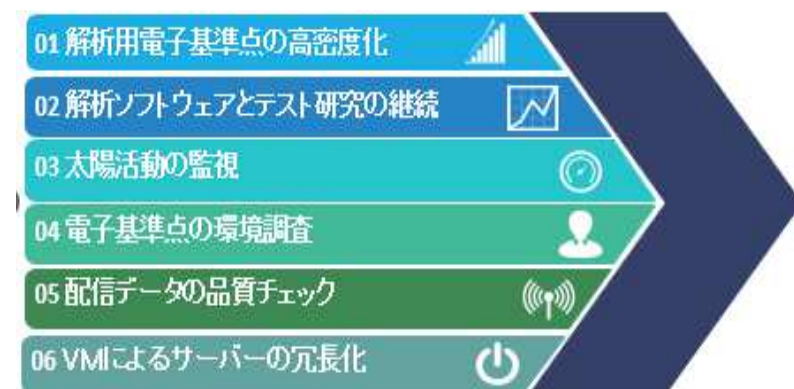 01 解析用電子基準点の高密度化
02 解析ソフトウェアとテスト研究の継続
03 太陽活動の監視
04 電子基準点の環境調査
05 配信データの品質チェック
06 VMによるサーバーの冗長化